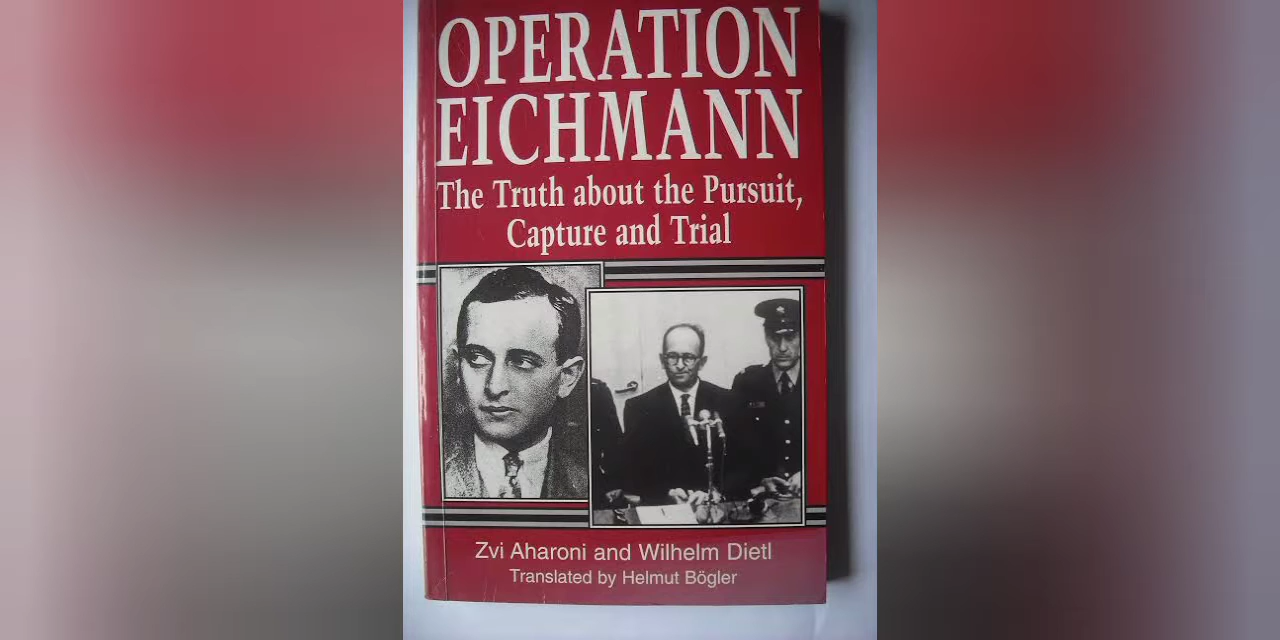 OPERATION
EICHMANN
The Truth about the Pursuit,
Capture and Trial
Zvi Aharoni and Wilhelm Dietl
Translated by Helmut Bögler